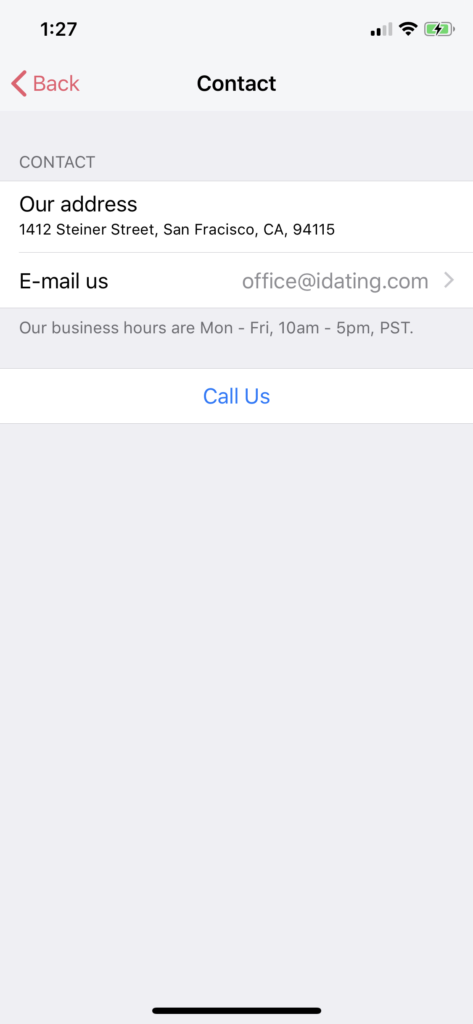 1:27
Back
Contact
CONTACT
Our address
1412 Steiner Street, San Fracisco, CA, 94115
E-mail us office@idating.com
Our business hours are Mon - Fri, 10am - 5pm, PST.
Call Us